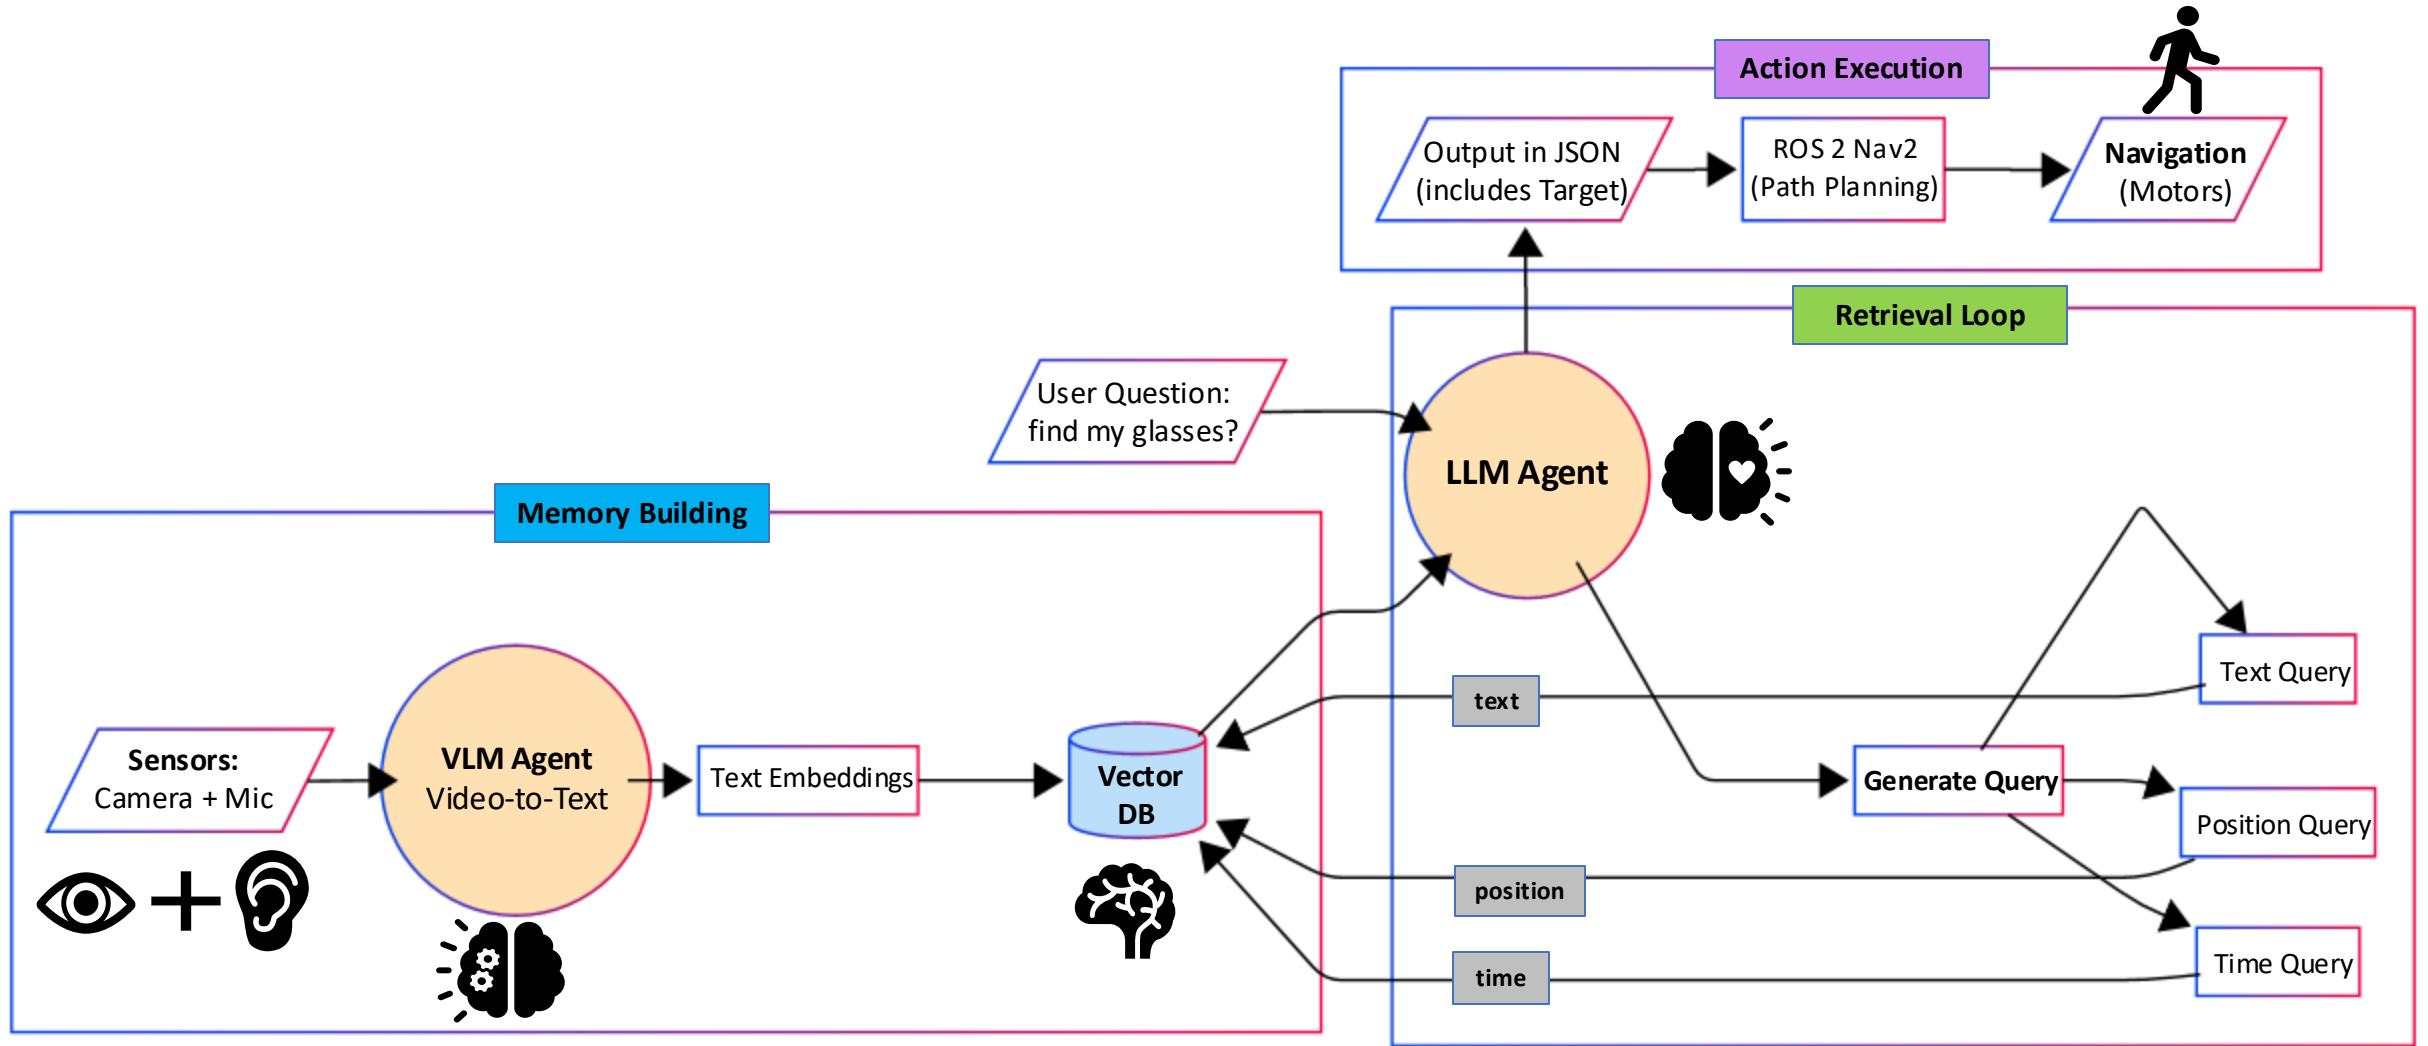 Action Execution
Output in JSON
(includes Target)
ROS 2 Nav2
(Path Planning)
Navigation
(Motors)
Retrieval Loop
User Question:
find my glasses?
LLM Agent
Memory Building
Sensors:
Camera + Mic
VLM Agent
Video-to-Text
Text Embeddings
Vector
DB
text
position
time
Generate Query
Text Query
Position Query
Time Query